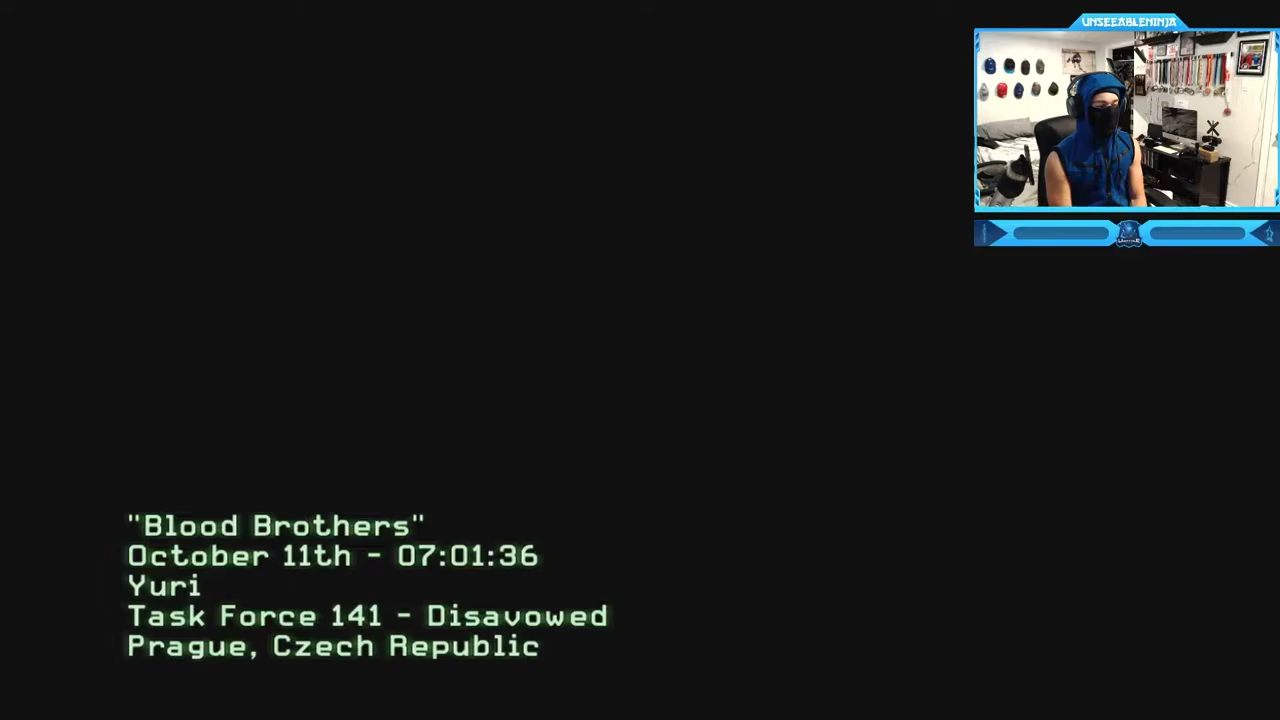 UNSEEABLENINJA
"Blood Brothers"
October 11th - 07:01:36
Yuri
Task Force 141 - Disavowed
Prague, Czech Republic